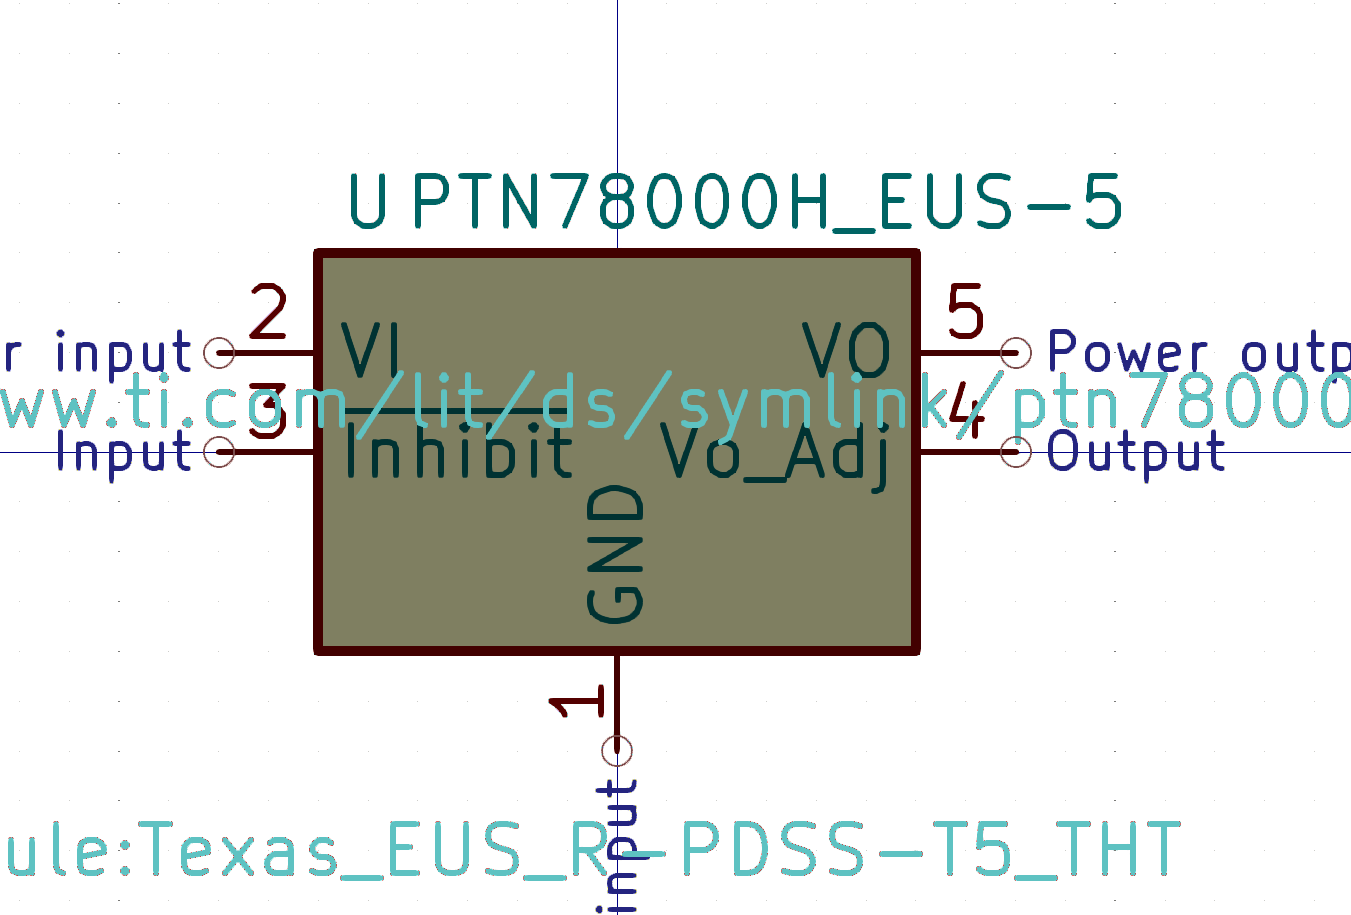 U PTN78000H_EUS-5
2 5
r input VI VO Power outp
ww.ti.com/lit/ds/symlink/ptn78000
3 4
Input Inhibit Vo_Adj Output
GND
1
input
ule:Texas_EUS_R-PDSS-T5_THT